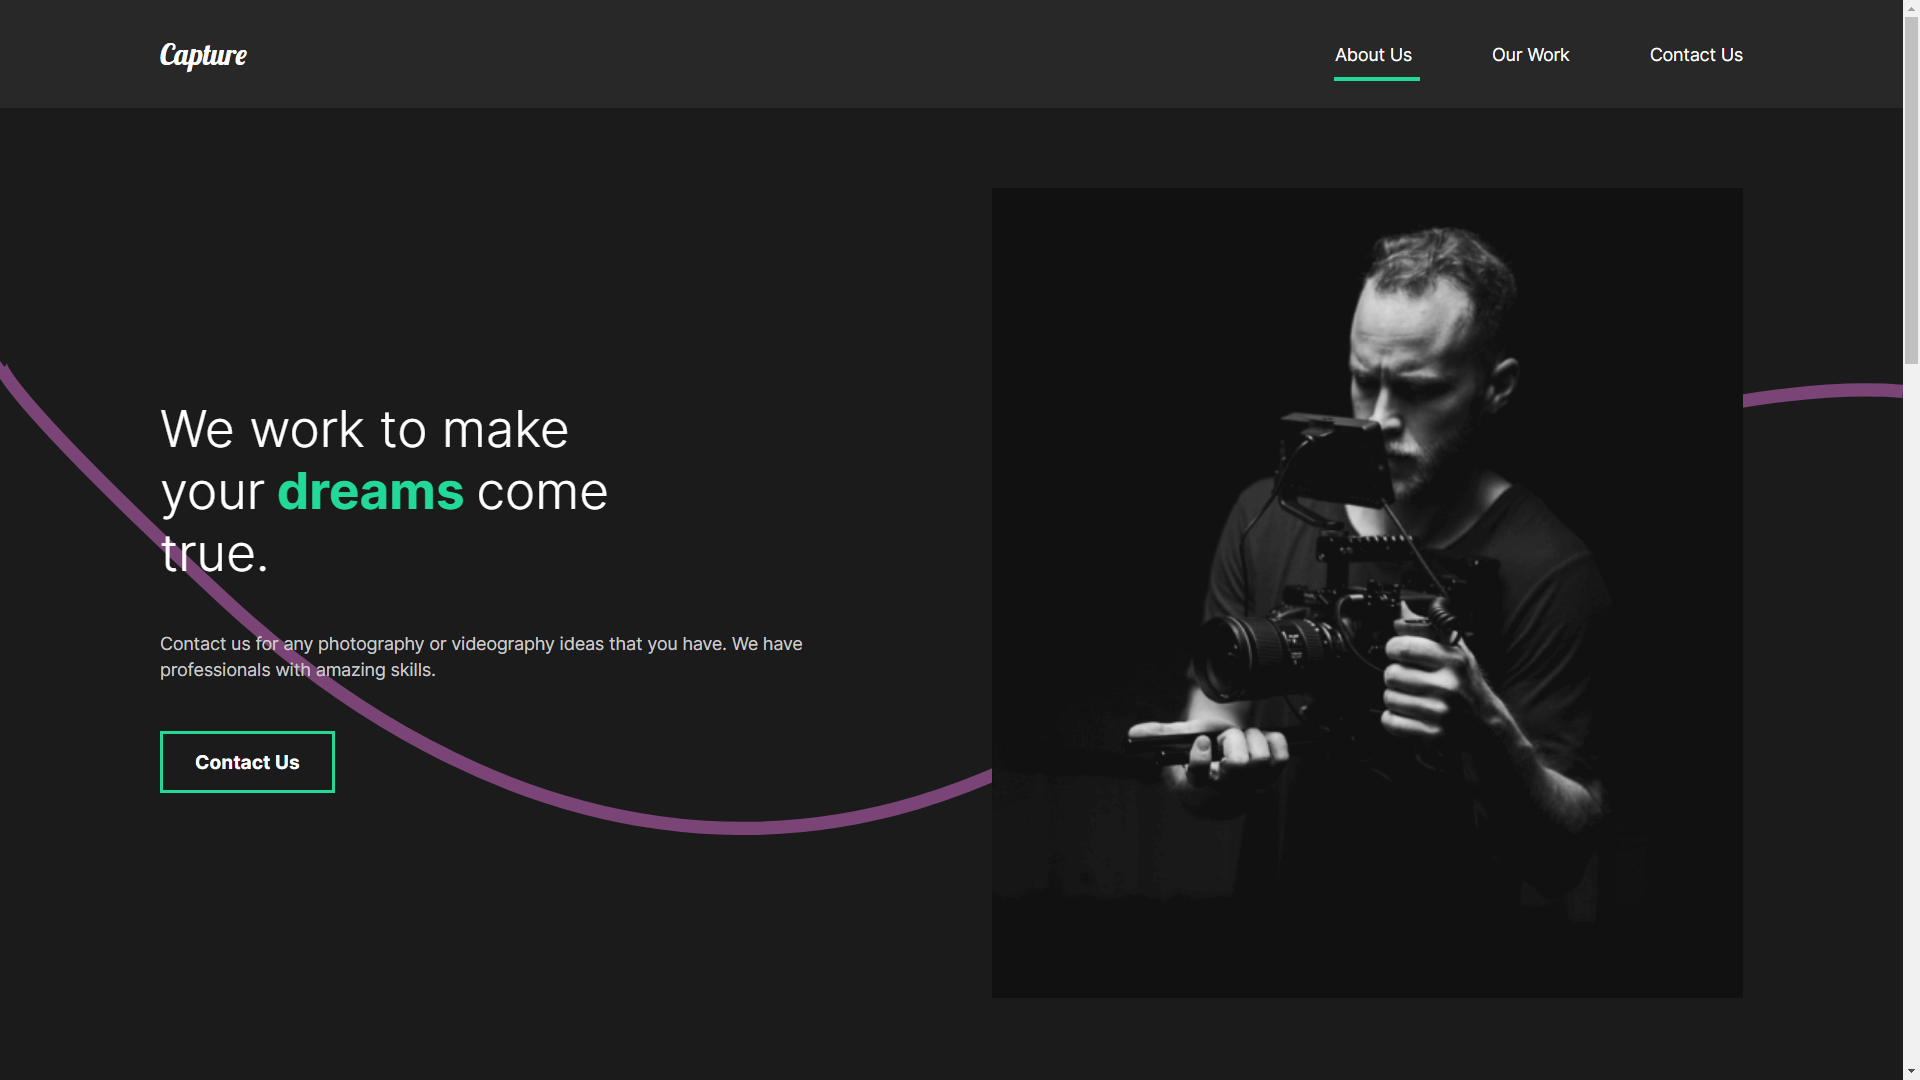 Capture
About Us
Our Work
Contact Us
We work to make
your dreams come
true.
Contact us for any photography or videography ideas that you have. We have
professionals with amazing skills.
Contact Us